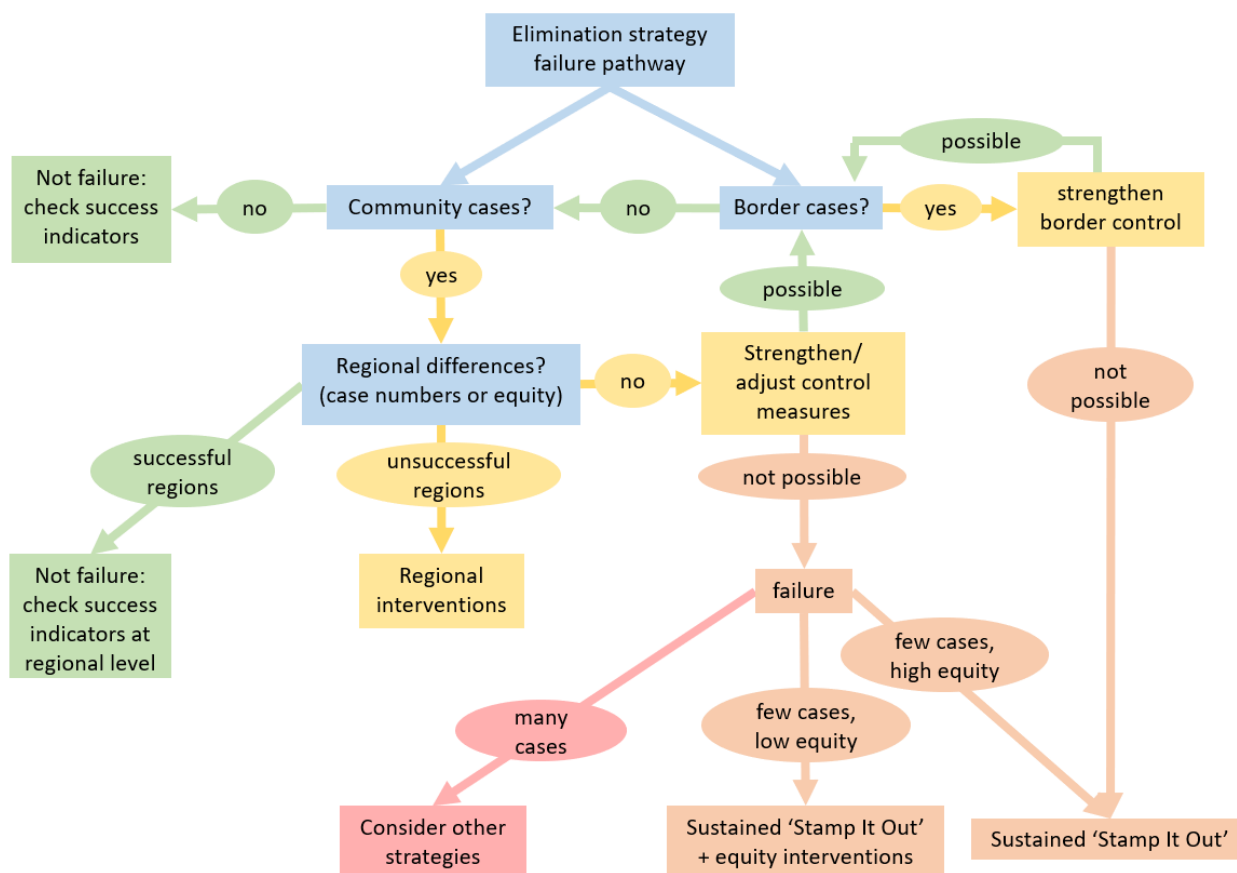 Elimination strategy
failure pathway
possible
Not failure:
check success
indicators
no
Community cases?
no
Border cases?
yes
strengthen
border control
yes
possible
Regional differences?
(case numbers or equity)
no
Strengthen/
adjust control
measures
not
possible
successful
regions
unsuccessful
regions
not possible
Not failure:
check success
indicators at
regional level
Regional
interventions
failure
few cases,
high equity
many
cases
few cases,
low equity
Consider other
strategies
Sustained ‘Stamp It Out’
+ equity interventions
Sustained ‘Stamp It Out’